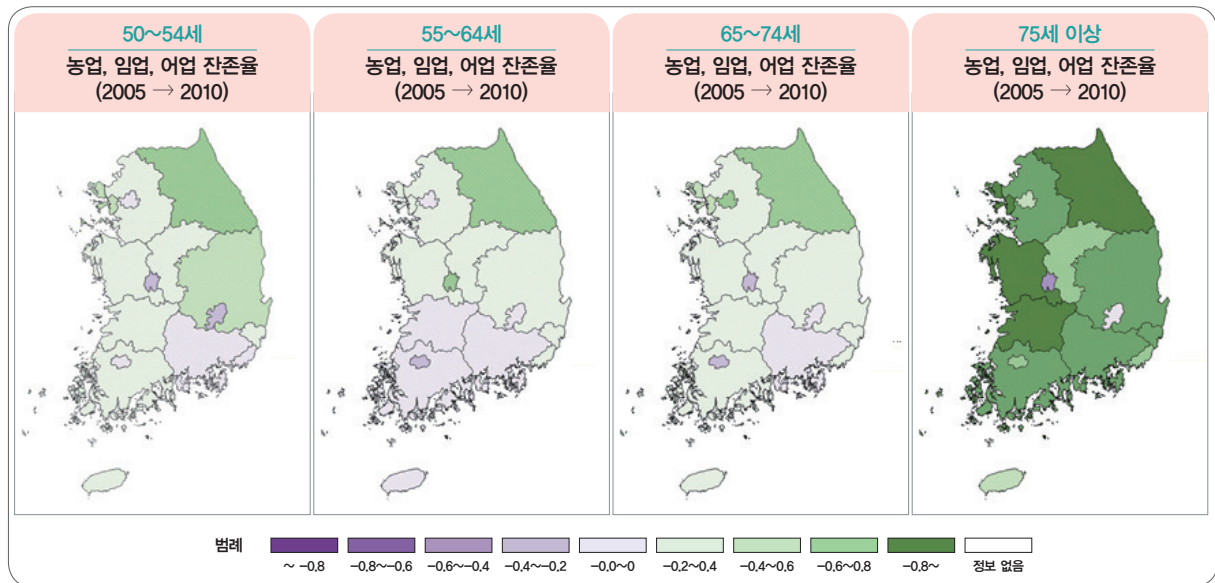 50~54세
농업, 임업, 어업 잔존율
(2005 → 2010)
55~64세
농업, 임업, 어업 잔존율
(2005 → 2010)
65~74세
농업, 임업, 어업 잔존율
(2005 → 2010)
75세 이상
농업, 임업, 어업 잔존율
(2005 → 2010)
범례
~ -0.8
-0.8~-0.6
-0.6~-0.4
-0.4~-0.2
-0.0~0
-0.2~0.4
-0.4~0.6
-0.6~0.8
-0.8~
정보 없음